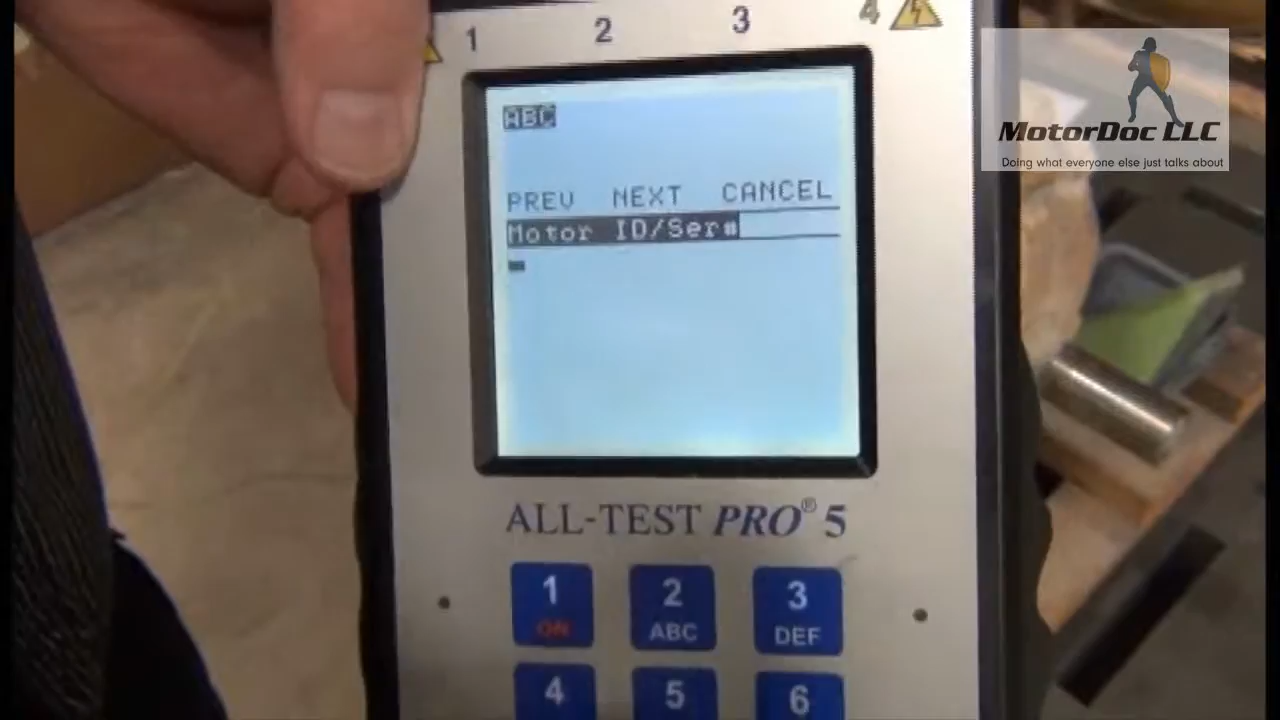 1 2 3 4
ABC
PREV NEXT CANCEL
Motor ID/Ser#
ALL-TEST PRO® 5
1 2 3
ON ABC DEF
4 5 6
MotorDoc LLC
Doing what everyone else just talks about